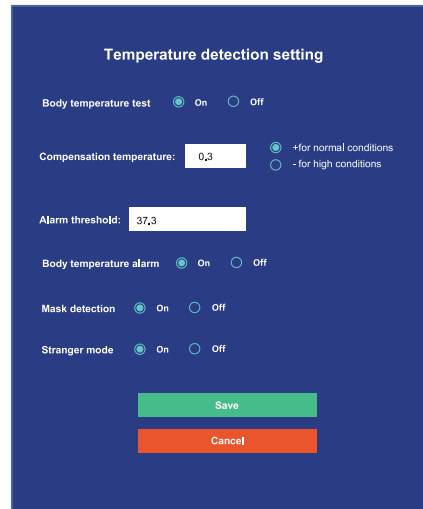 Temperature detection setting
Body temperature test On Off
Compensation temperature: 0.3 +for normal conditions
- for high conditions
Alarm threshold: 37.3
Body temperature alarm On Off
Mask detection On Off
Stranger mode On Off
Save
Cancel